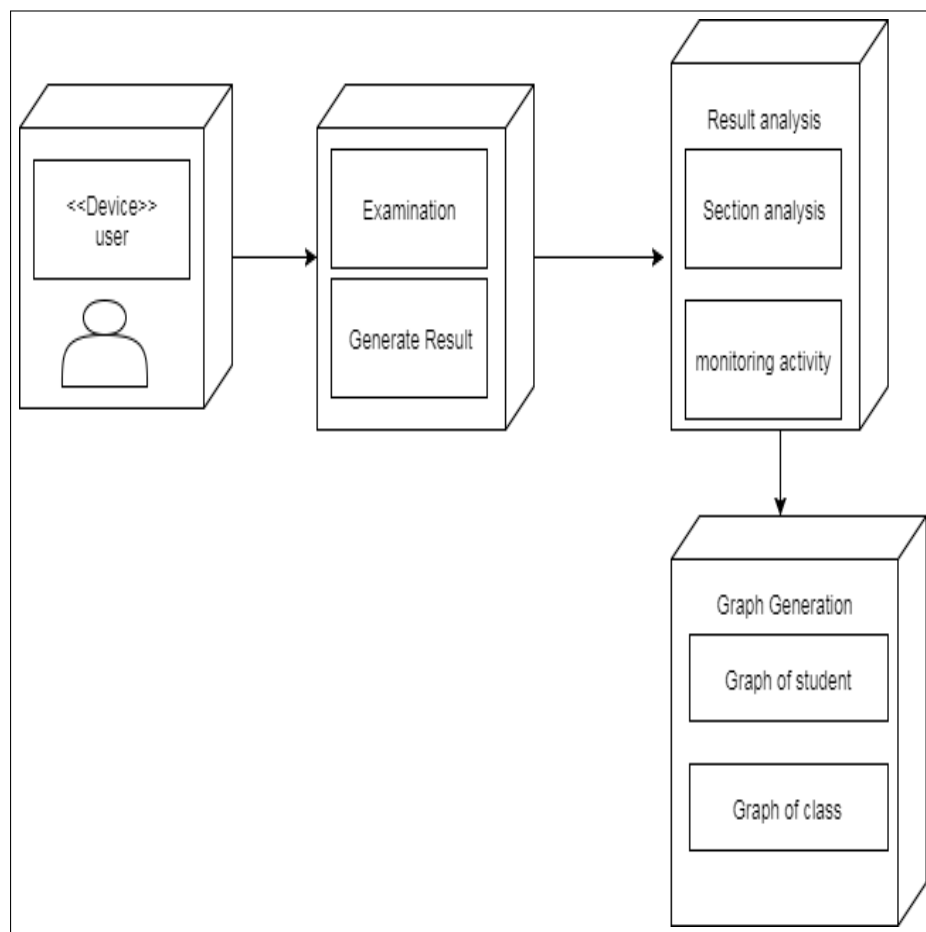 <<Device>>
user
Examination
Generate Result
Result analysis
Section analysis
monitoring activity
Graph Generation
Graph of student
Graph of class